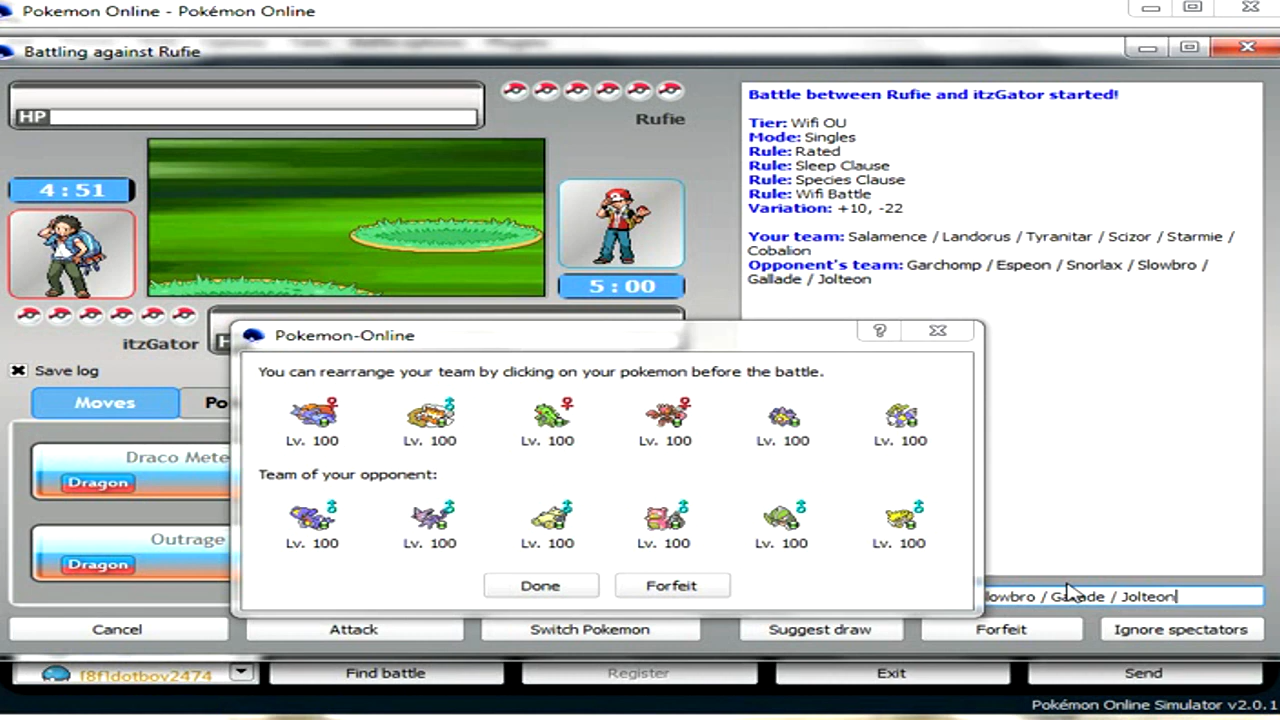 Pokemon Online - Pokémon Online
Battling against Rufie
HP
Rufie
4:51
5:00
itzGator
Save log
Moves
Po
Draco Mete
Dragon
Outrage
Dragon
Battle between Rufie and itzGator started!
Tier: Wifi OU
Mode: Singles
Rule: Rated
Rule: Sleep Clause
Rule: Species Clause
Rule: Wifi Battle
Variation: +10, -22
Your team: Salamence / Landorus / Tyranitar / Scizor / Starmie /
Cobalion
Opponent's team: Garchomp / Espeon / Snorlax / Slowbro /
Gallade / Jolteon
Pokemon-Online
?
You can rearrange your team by clicking on your pokemon before the battle.
Lv. 100 Lv. 100 Lv. 100 Lv. 100 Lv. 100 Lv. 100
Team of your opponent:
Lv. 100 Lv. 100 Lv. 100 Lv. 100 Lv. 100 Lv. 100
Done Forfeit
lowbro / Gallade / Jolteon
Cancel Attack Switch Pokemon Suggest draw Forfeit Ignore spectators
Find battle Register Exit Send
Pokémon Online Simulator v2.0.1